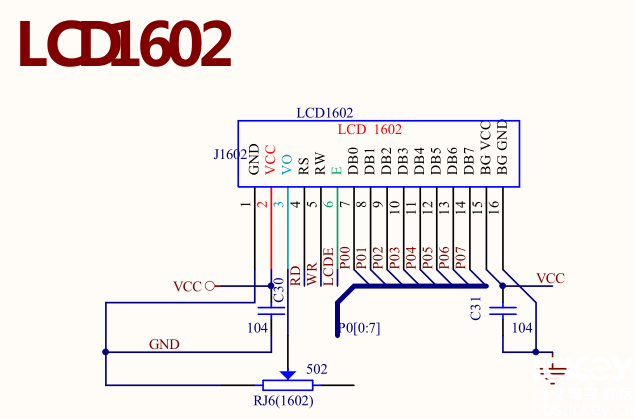 LCD1602
LCD1602
LCD 1602
J1602
GND VCC VO RS RW E DB0 DB1 DB2 DB3 DB4 DB5 DB6 DB7 BG VCC BG GND
1 2 3 4 5 6 7 8 9 10 11 12 13 14 15 16
RD WR LCDE P00 P01 P02 P03 P04 P05 P06 P07
VCC
C30
VCC
C31
104
P0[0:7]
104
GND
502
RJ6(1602)